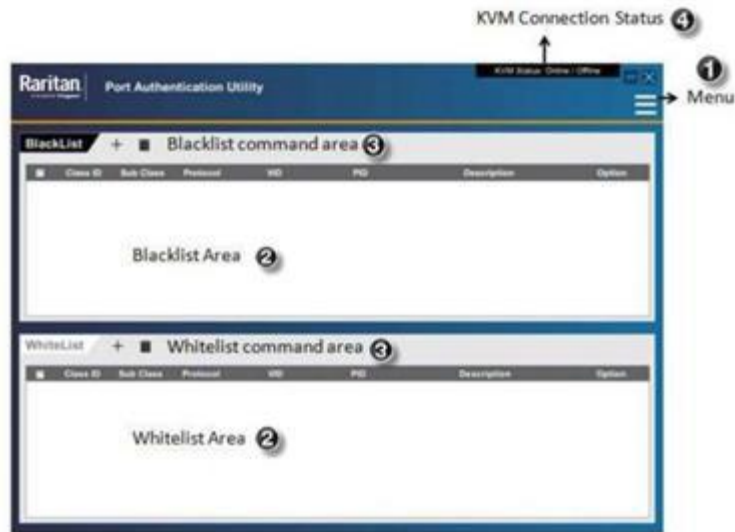 KVM Connection Status 4
KVM Status: Online / Offline
1
Menu
Raritan
Port Authentication Utility
BlackList + Blacklist command area 3
Class ID Sub Class Protocol VID PID Description Option
Blacklist Area 2
WhiteList + Whitelist command area 3
Class ID Sub Class Protocol VID PID Description Option
Whitelist Area 2